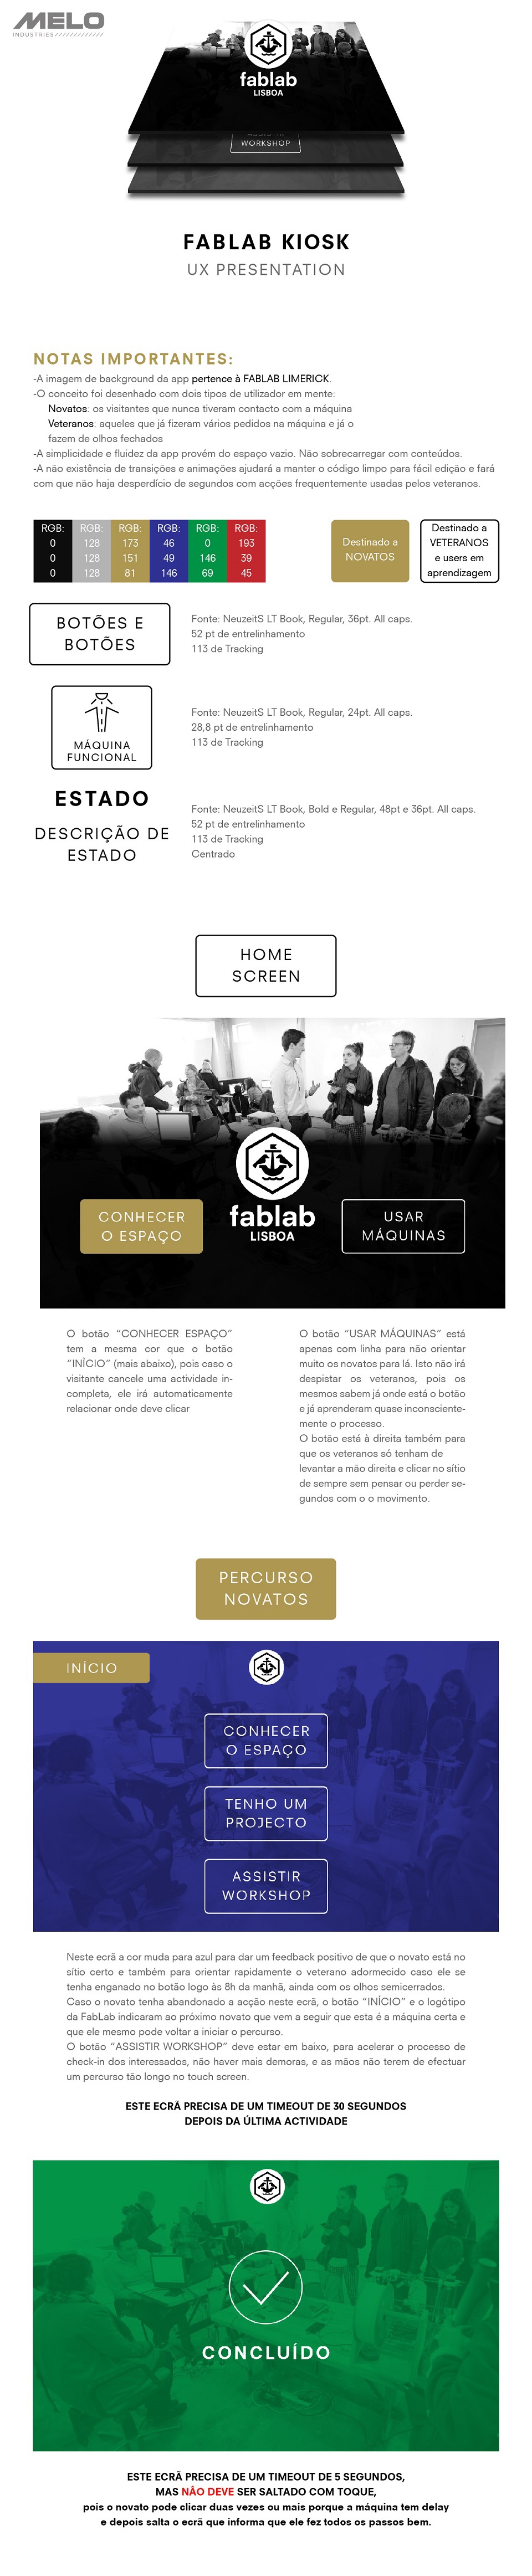 MELO
INDUSTRIES//////////////
fablab
LISBOA
ASSISTIR
WORKSHOP
FABLAB KIOSK
UX PRESENTATION
NOTAS IMPORTANTES:
-A imagem de background da app pertence à FABLAB LIMERICK.
-O conceito foi desenhado com dois tipos de utilizador em mente:
Novatos: os visitantes que nunca tiveram contacto com a máquina
Veteranos: aqueles que já fizeram vários pedidos na máquina e já o
fazem de olhos fechados
-A simplicidade e fluidez da app provém do espaço vazio. Não sobrecarregar com conteúdos.
-A não existência de transições e animações ajudará a manter o código limpo para fácil edição e fará
com que não haja desperdício de segundos com acções frequentemente usadas pelos veteranos.
RGB: RGB: RGB: RGB: RGB: RGB:
0 128 173 46 0 193
0 128 151 49 146 39
0 128 81 146 69 45
Destinado a
NOVATOS
Destinado a
VETERANOS
e users em
aprendizagem
BOTÕES E
BOTÕES
Fonte: NeuzeitS LT Book, Regular, 36pt. All caps.
52 pt de entrelinhamento
113 de Tracking
MÁQUINA
FUNCIONAL
Fonte: NeuzeitS LT Book, Regular, 24pt. All caps.
28,8 pt de entrelinhamento
113 de Tracking
ESTADO
DESCRIÇÃO DE
ESTADO
Fonte: NeuzeitS LT Book, Bold e Regular, 48pt e 36pt. All caps.
52 pt de entrelinhamento
113 de Tracking
Centrado
HOME
SCREEN
CONHECER
O ESPAÇO
fablab
LISBOA
USAR
MÁQUINAS
O botão “CONHECER ESPAÇO”
tem a mesma cor que o botão
“INÍCIO” (mais abaixo), pois caso o
visitante cancele uma actividade in-
completa, ele irá automaticamente
relacionar onde deve clicar
O botão “USAR MÁQUINAS” está
apenas com linha para não orientar
muito os novatos para lá. Isto não irá
despistar os veteranos, pois os
mesmos sabem já onde está o botão
e já aprenderam quase inconsciente-
mente o processo.
O botão está à direita também para
que os veteranos só tenham de
levantar a mão direita e clicar no sítio
de sempre sem pensar ou perder se-
gundos com o o movimento.
PERCURSO
NOVATOS
INÍCIO
CONHECER
O ESPAÇO
TENHO UM
PROJECTO
ASSISTIR
WORKSHOP
Neste ecrã a cor muda para azul para dar um feedback positivo de que o novato está no
sítio certo e também para orientar rapidamente o veterano adormecido caso ele se
tenha enganado no botão logo às 8h da manhã, ainda com os olhos semicerrados.
Caso o novato tenha abandonado a acção neste ecrã, o botão “INÍCIO” e o logótipo
da FabLab indicaram ao próximo novato que vem a seguir que esta é a máquina certa e
que ele mesmo pode voltar a iniciar o percurso.
O botão “ASSISTIR WORKSHOP” deve estar em baixo, para acelerar o processo de
check-in dos interessados, não haver mais demoras, e as mãos não terem de efectuar
um percurso tão longo no touch screen.
ESTE ECRÃ PRECISA DE UM TIMEOUT DE 30 SEGUNDOS
DEPOIS DA ÚLTIMA ACTIVIDADE
CONCLUÍDO
ESTE ECRÃ PRECISA DE UM TIMEOUT DE 5 SEGUNDOS,
MAS NÃO DEVE SER SALTADO COM TOQUE,
pois o novato pode clicar duas vezes ou mais porque a máquina tem delay
e depois salta o ecrã que informa que ele fez todos os passos bem.